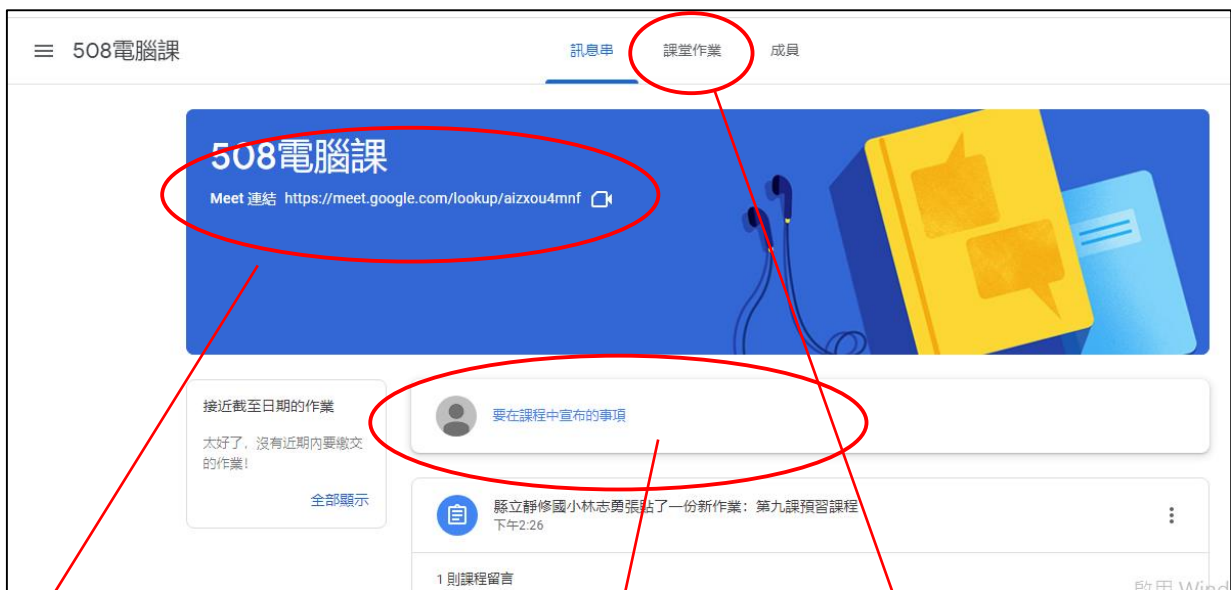 508電腦課
訊息串
課堂作業
成員
508電腦課
Meet 連結 https://meet.google.com/lookup/aizxou4mnf
接近截至日期的作業
太好了，沒有近期內要繳交
的作業！
全部顯示
要在課程中宣布的事項
縣立靜修國小林志勇張貼了一份新作業：第九課預習課程
下午2:26
1 則課程留言
啟用 Wind